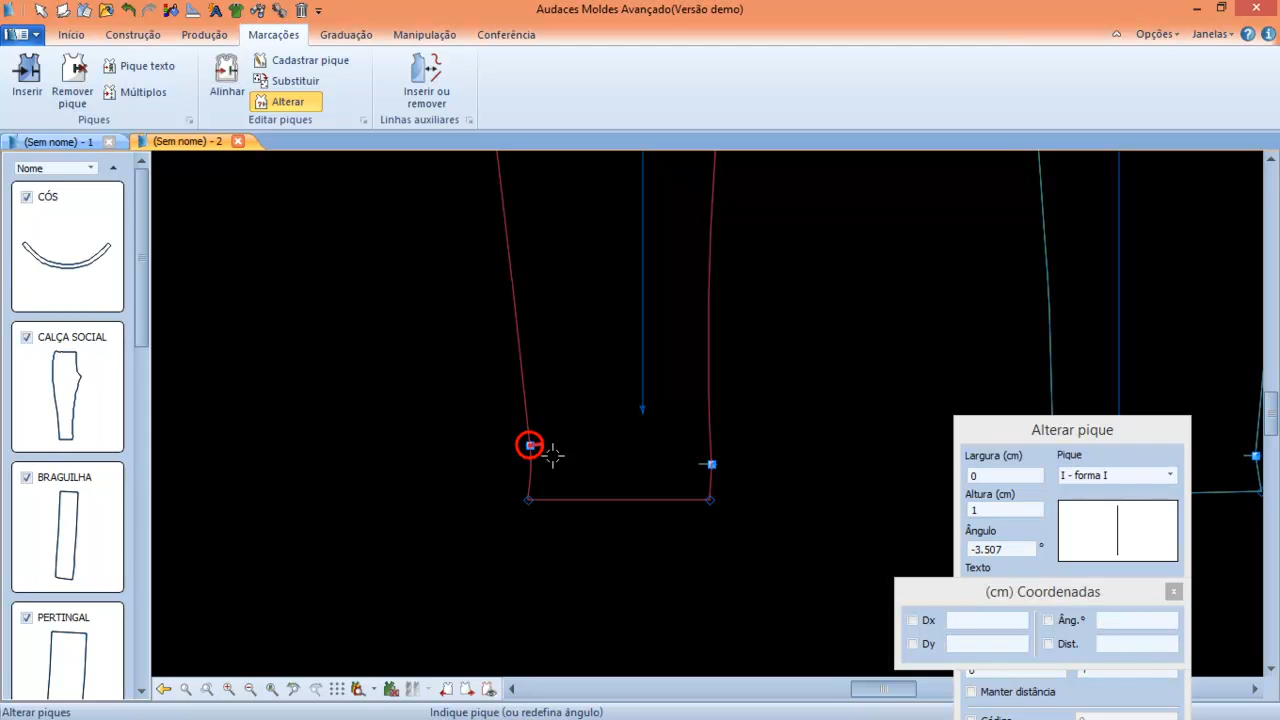 Audaces Moldes Avançado(Versão demo)
Início Construção Produção Marcações Graduação Manipulação Conferência Opções Janelas
Inserir
Remover pique
Pique texto
Múltiplos
Piques
Alinhar
Cadastrar pique
Substituir
Alterar
Editar piques
Inserir ou remover
Linhas auxiliares
(Sem nome) - 1 (Sem nome) - 2
Nome
CÓS
CALÇA SOCIAL
BRAGUILHA
PERTINGAL
Alterar pique
Largura (cm) Pique
0 I - forma I
Altura (cm)
1
Ângulo
-3.507 °
Texto
(cm) Coordenadas x
Dx Âng.°
Dy Dist.
Manter distância
Alterar piques Indique pique (ou redefina ângulo)